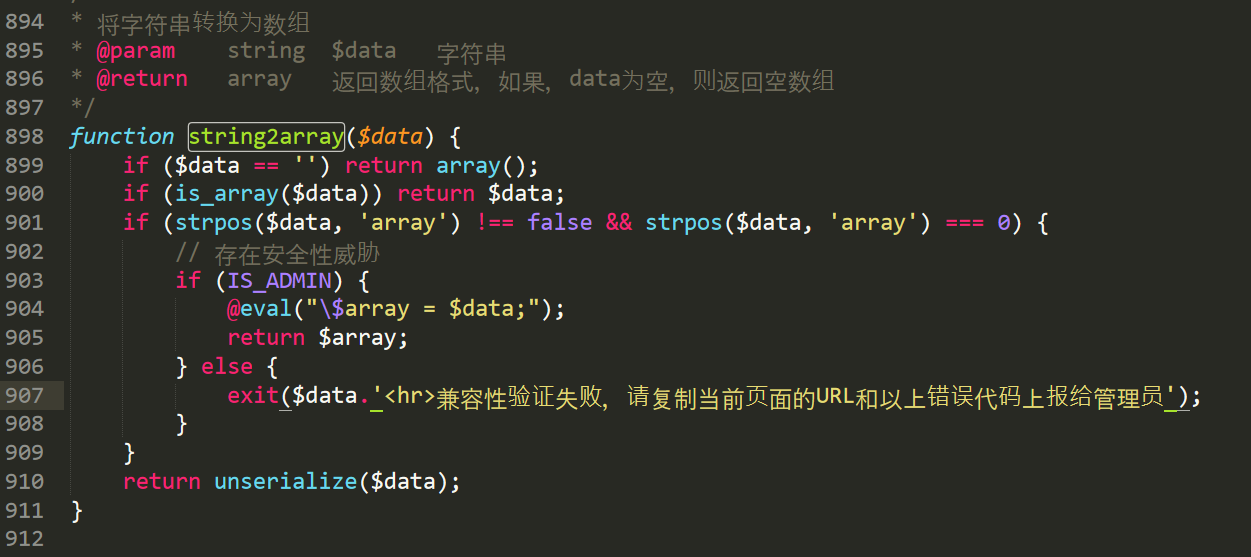 894 * 将字符串转换为数组
895 * @param    string  $data   字符串
896 * @return   array   返回数组格式，如果，data为空，则返回空数组
897 */
898 function string2array($data) {
899     if ($data == '') return array();
900     if (is_array($data)) return $data;
901     if (strpos($data, 'array') !== false && strpos($data, 'array') === 0) {
902         // 存在安全性威胁
903         if (IS_ADMIN) {
904             @eval("\$array = $data;");
905             return $array;
906         } else {
907             exit($data.'<hr>兼容性验证失败，请复制当前页面的URL和以上错误代码上报给管理员');
908         }
909     }
910     return unserialize($data);
911 }
912